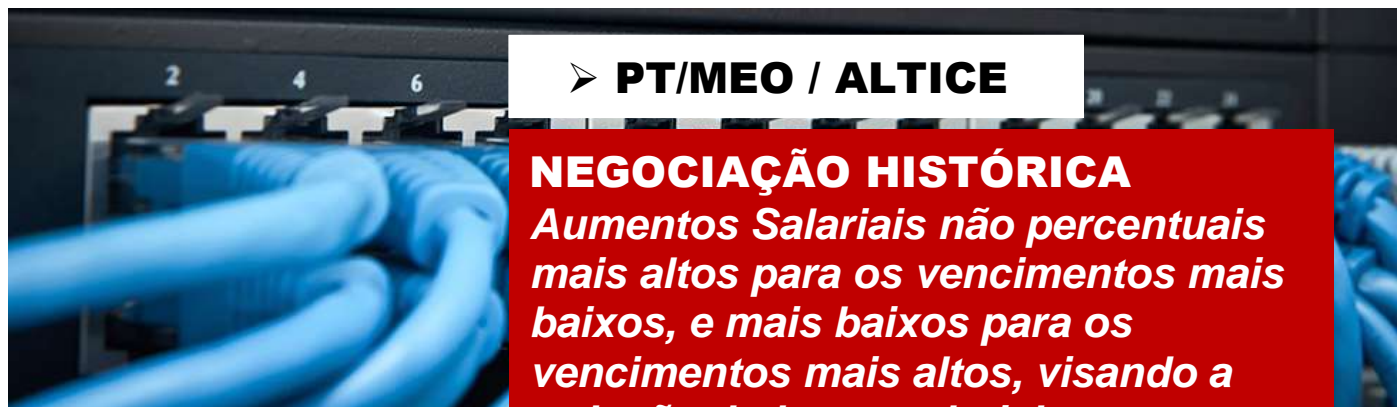 2 4 6
➢ PT/MEO / ALTICE
NEGOCIAÇÃO HISTÓRICA
Aumentos Salariais não percentuais
mais altos para os vencimentos mais
baixos, e mais baixos para os
vencimentos mais altos, visando a